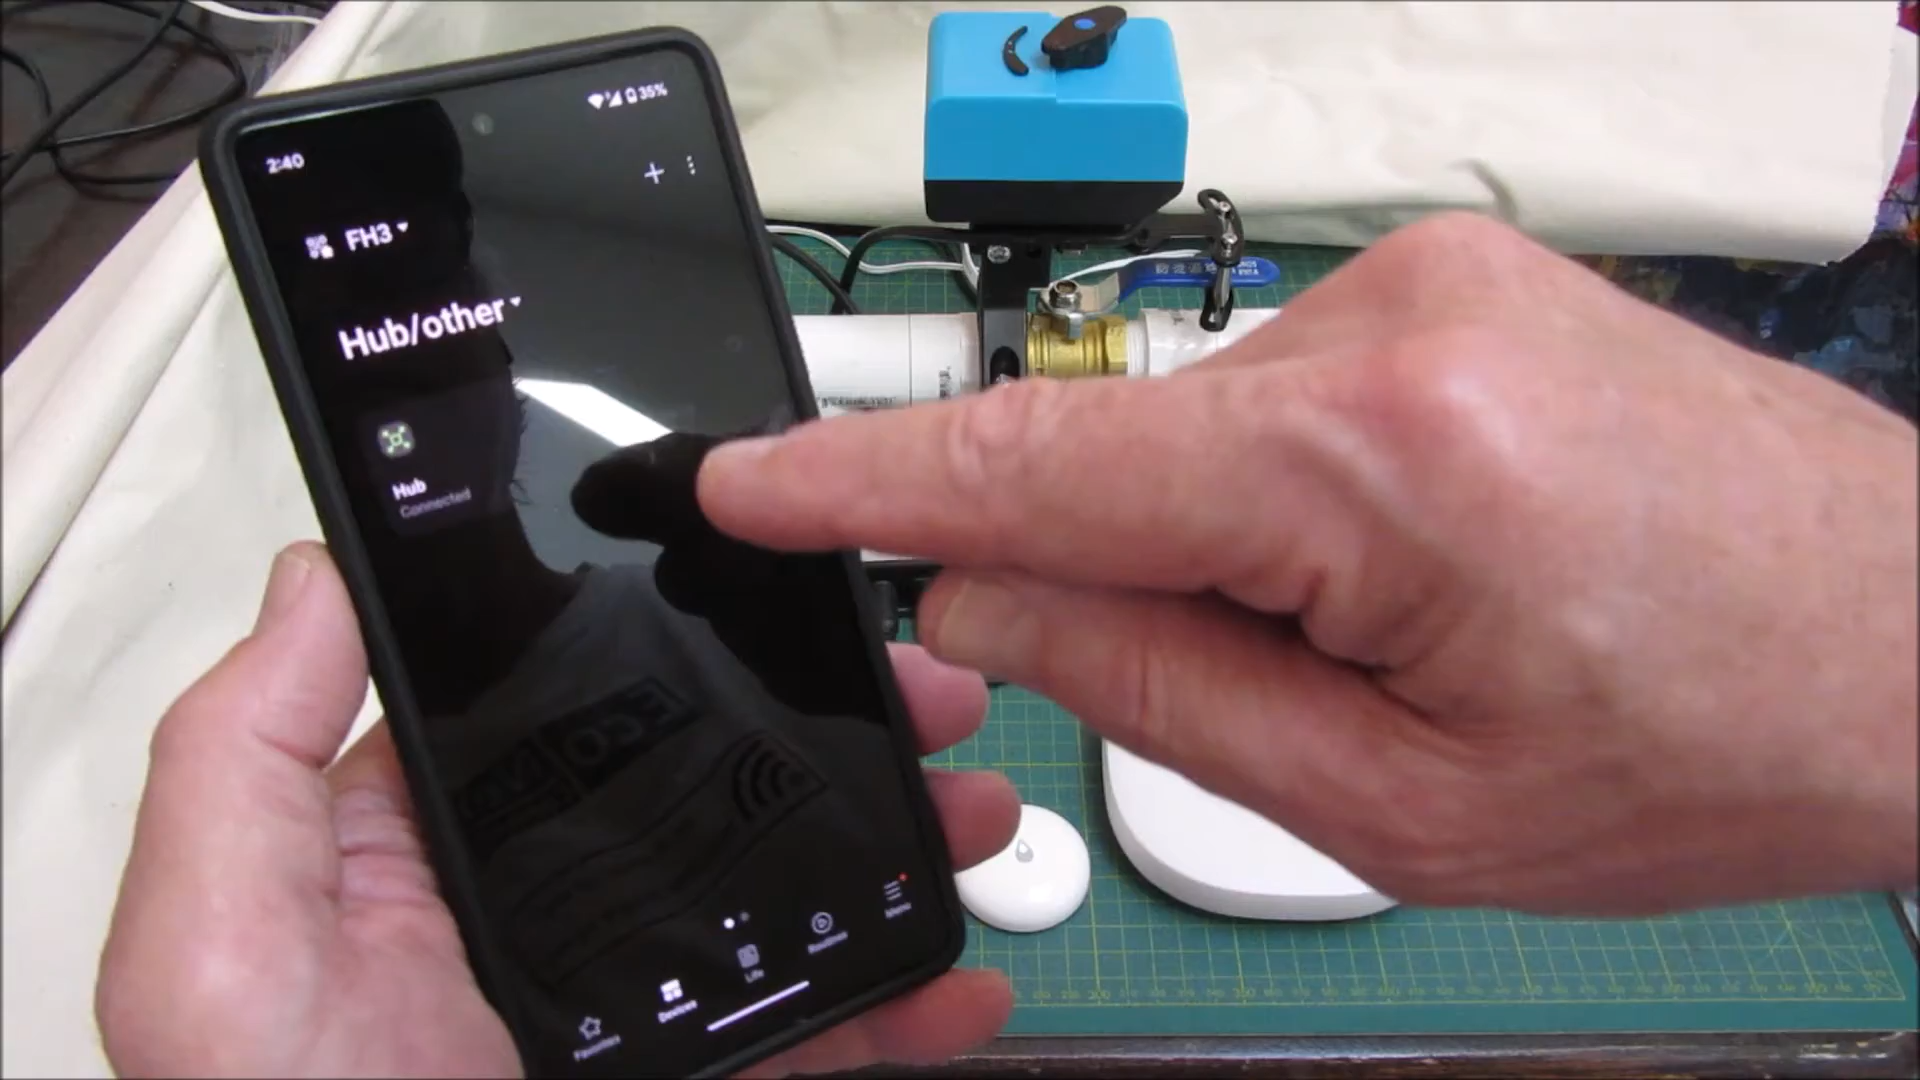 2:40
35%
FH3
Hub/other
Hub
Connected
Favorites
Devices
Life
Routines
Menu